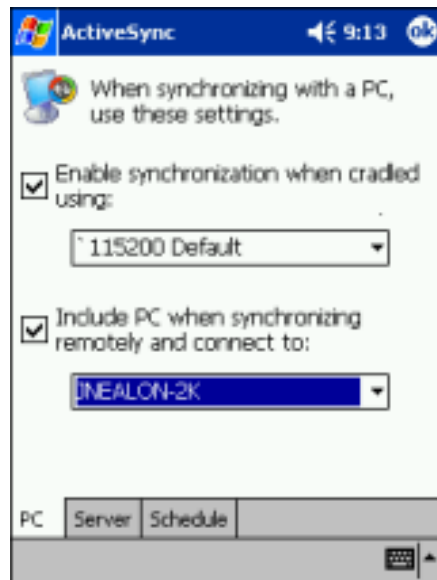 ActiveSync 9:13 ok
When synchronizing with a PC,
use these settings.
Enable synchronization when cradled
using:
` 115200 Default
Include PC when synchronizing
remotely and connect to:
JNEALON-2K
PC Server Schedule